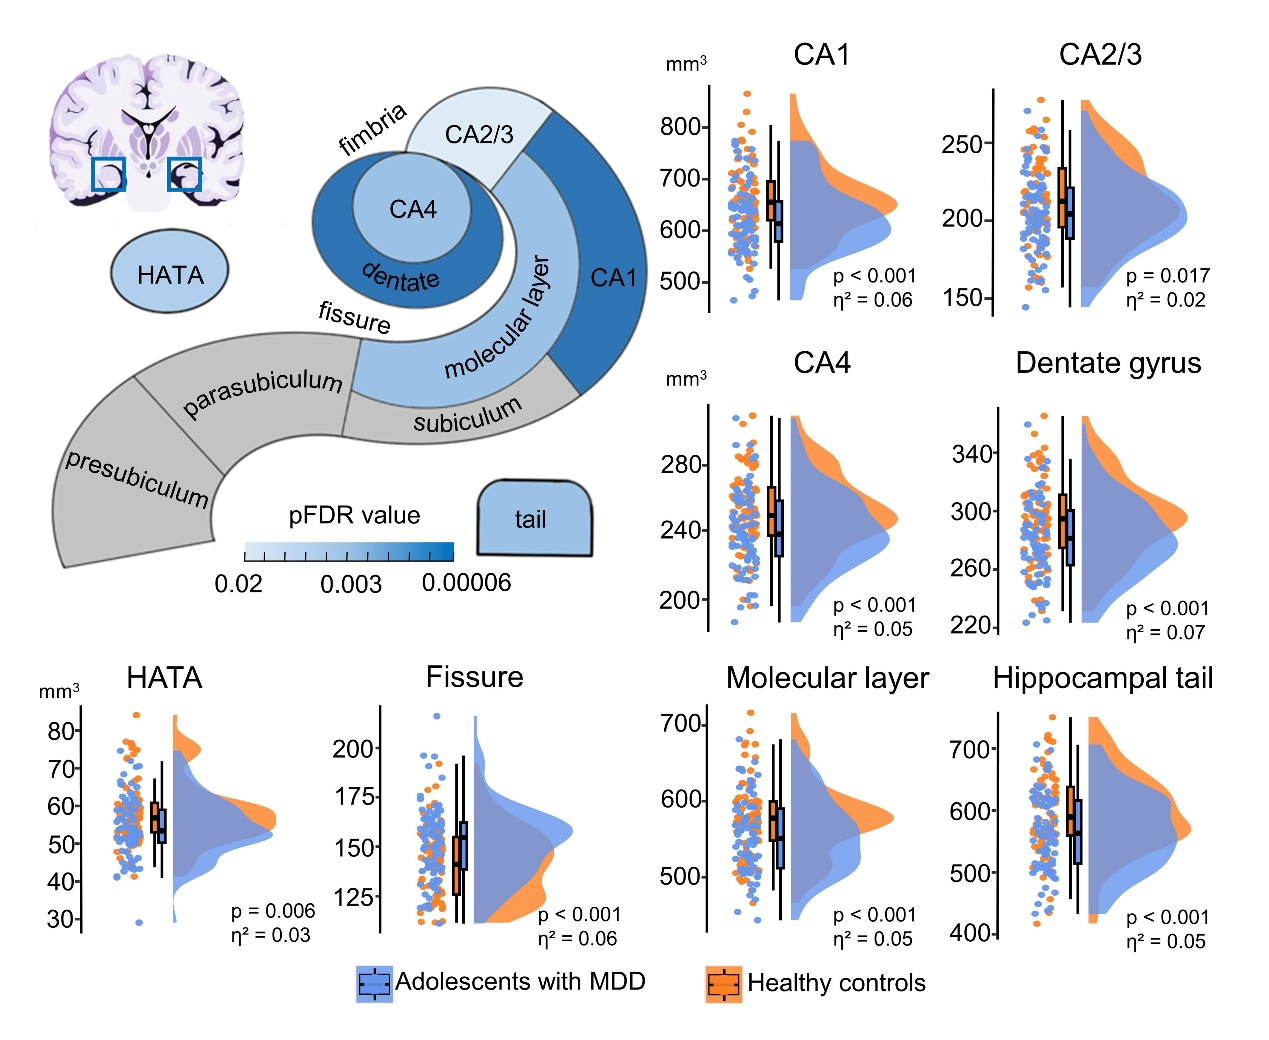 fimbria
CA2/3
CA4
dentate
HATA
CA1
fissure
molecular layer
parasubiculum
subiculum
presubiculum
pFDR value
0.02 0.003 0.00006
tail
CA1
mm³
800
700
600
500
p < 0.001
η² = 0.06
CA2/3
250
200
150
p = 0.017
η² = 0.02
CA4
mm³
280
240
200
p < 0.001
η² = 0.05
Dentate gyrus
340
300
260
220
p < 0.001
η² = 0.07
HATA
mm³
80
70
60
50
40
30
p = 0.006
η² = 0.03
Fissure
200
175
150
125
p < 0.001
η² = 0.06
Molecular layer
700
600
500
p < 0.001
η² = 0.05
Hippocampal tail
700
600
500
400
p < 0.001
η² = 0.05
Adolescents with MDD
Healthy controls